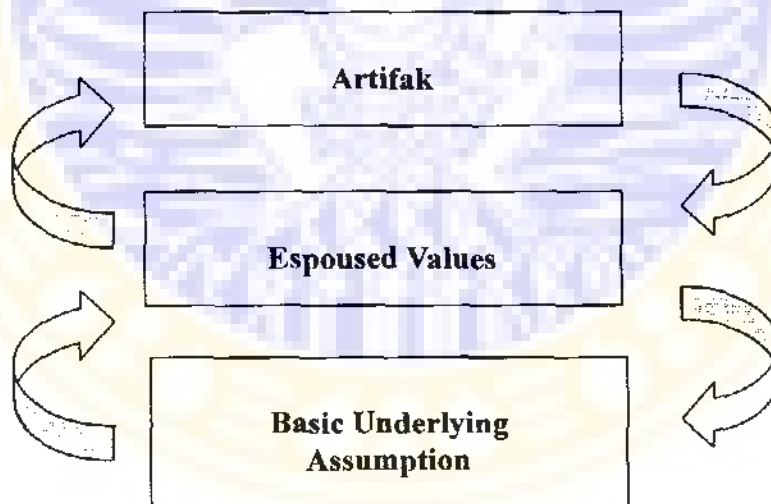 Artifak
Espoused Values
Basic Underlying
Assumption